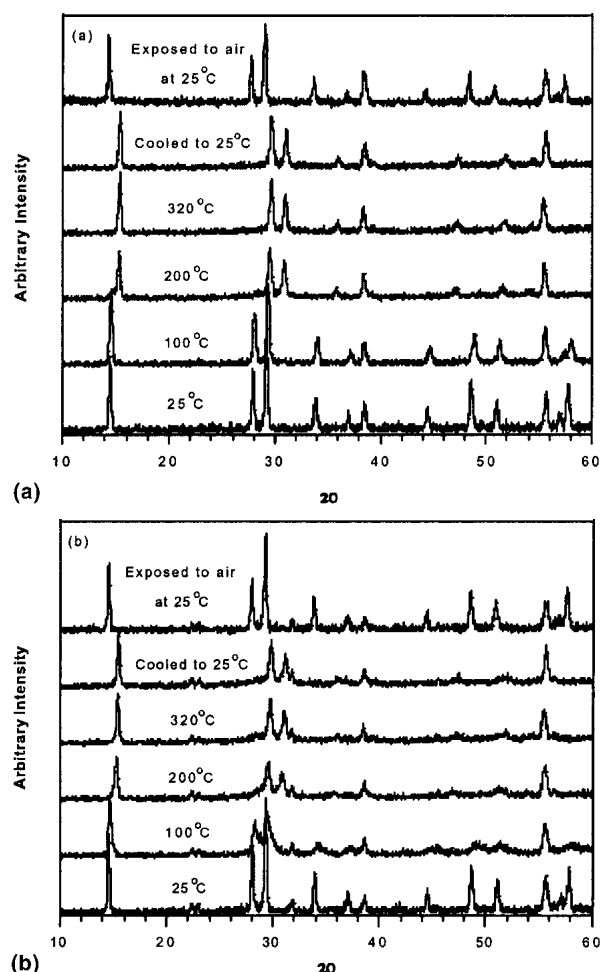 (a)
Exposed to air
at 25°C
Cooled to 25°C
320°C
200°C
100°C
25°C
Arbitrary Intensity
10 20 30 40 50 60
(a)
2θ
(b)
Exposed to air
at 25°C
Cooled to 25°C
320°C
200°C
100°C
25°C
Arbitrary Intensity
10 20 30 40 50 60
(b)
2θ